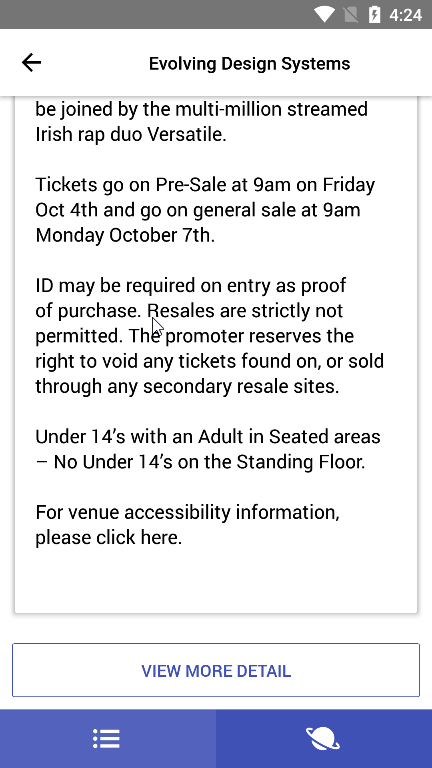 4:24
Evolving Design Systems
be joined by the multi-million streamed
Irish rap duo Versatile.
Tickets go on Pre-Sale at 9am on Friday
Oct 4th and go on general sale at 9am
Monday October 7th.
ID may be required on entry as proof
of purchase. Resales are strictly not
permitted. The promoter reserves the
right to void any tickets found on, or sold
through any secondary resale sites.
Under 14’s with an Adult in Seated areas
– No Under 14’s on the Standing Floor.
For venue accessibility information,
please click here.
VIEW MORE DETAIL